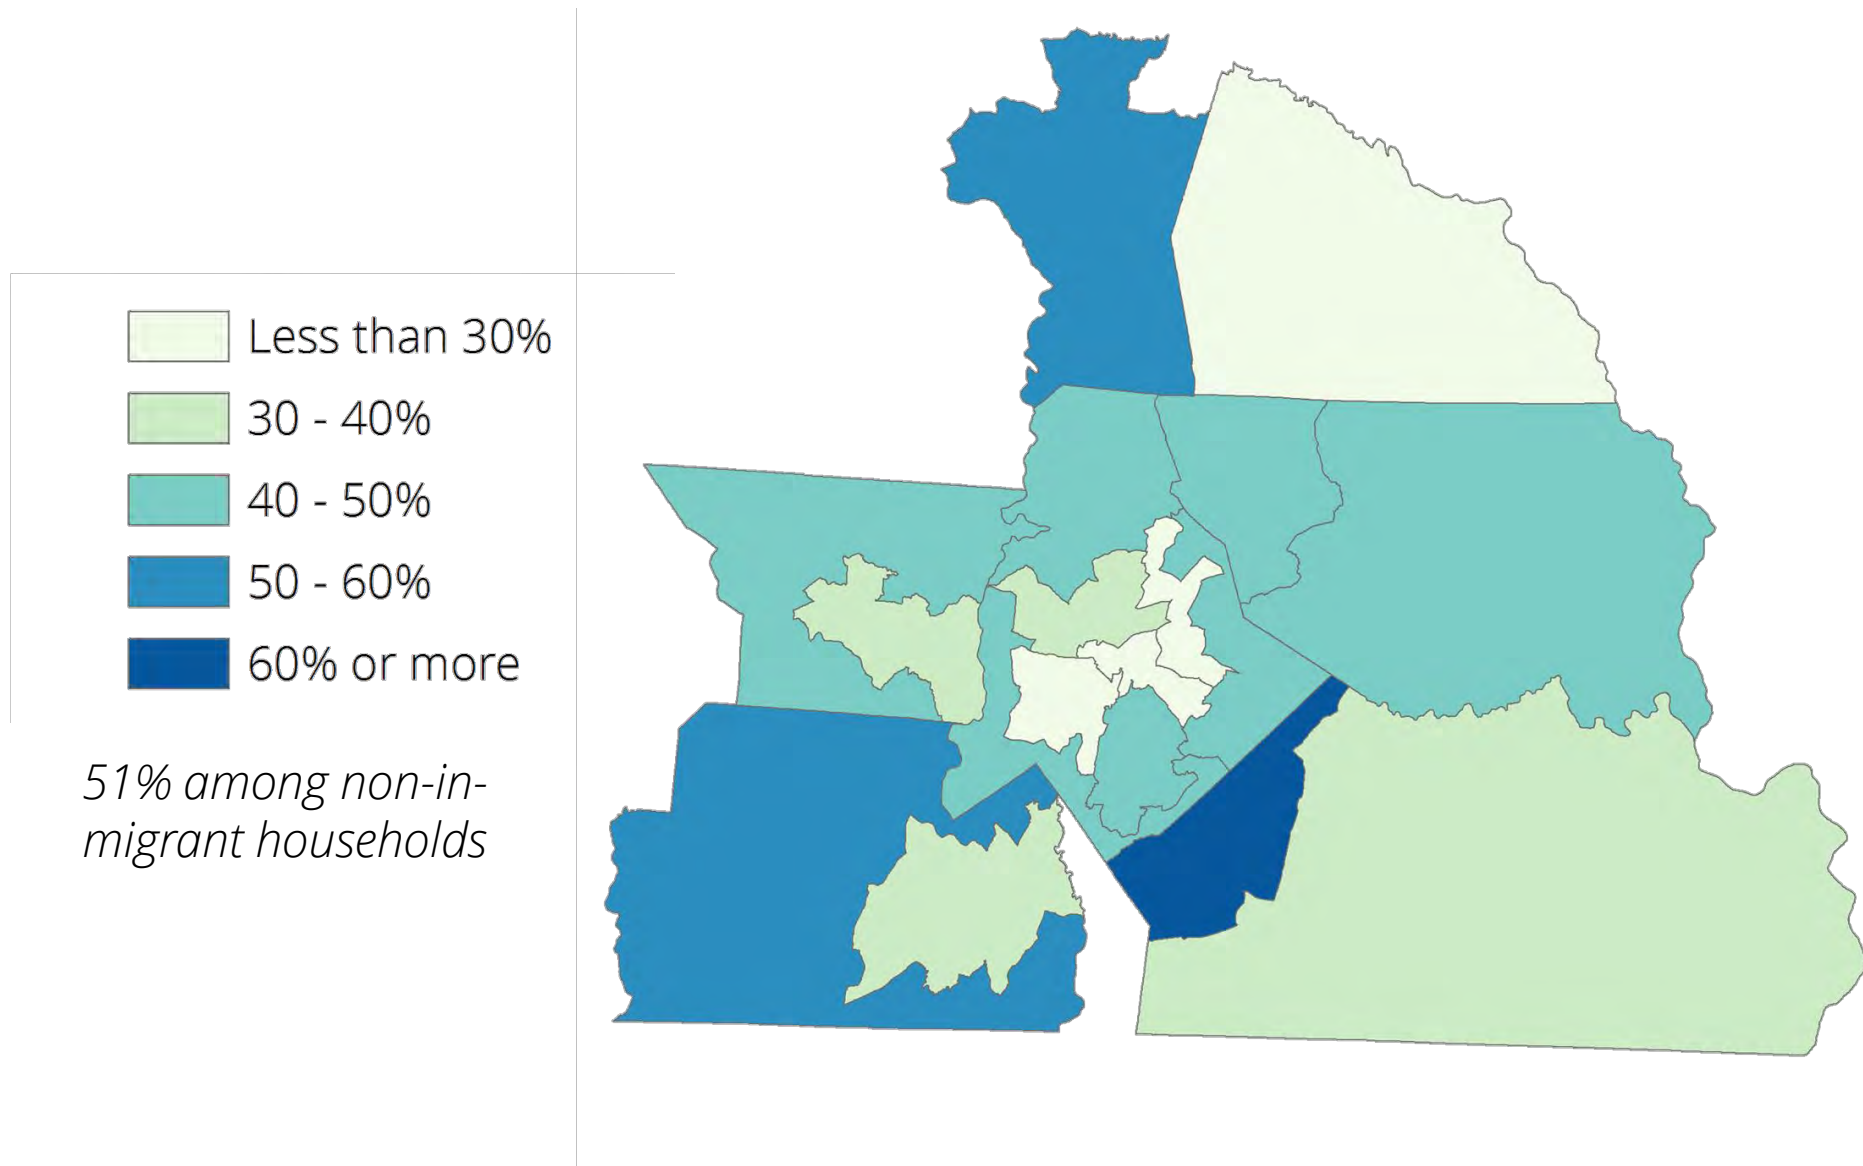 Less than 30%
30 - 40%
40 - 50%
50 - 60%
60% or more
51% among non-in-
migrant households